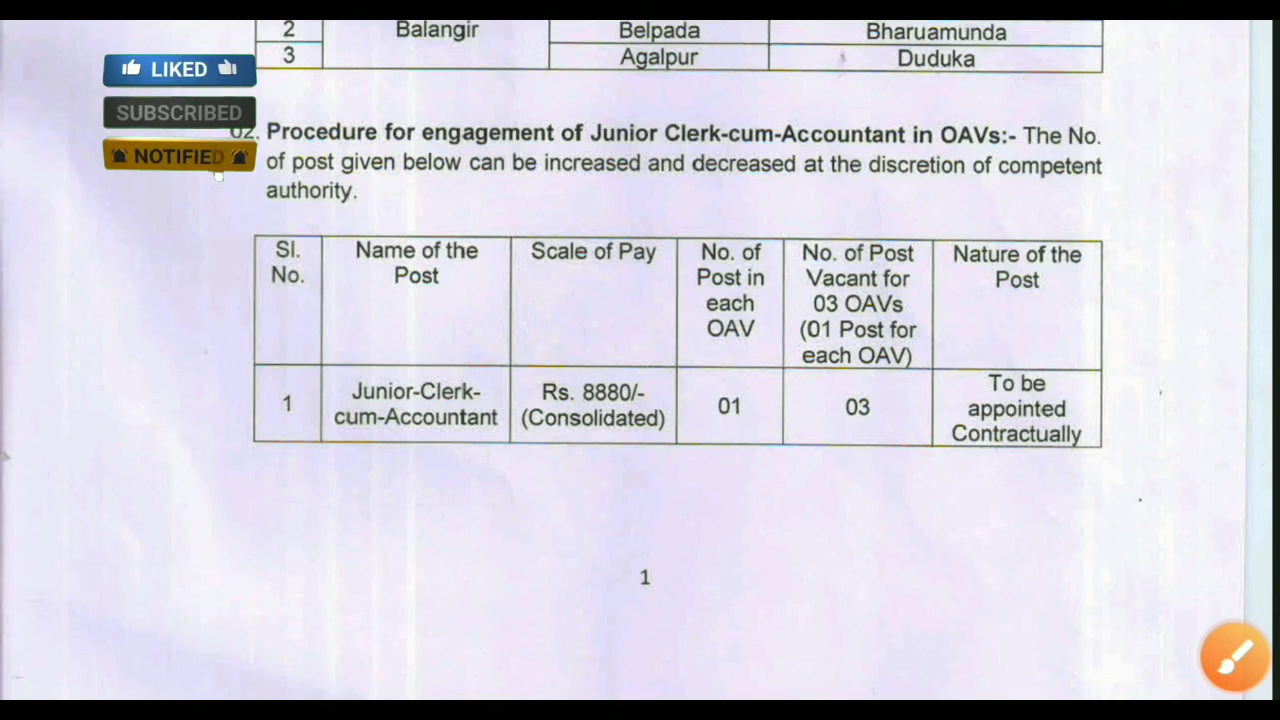 2 Balangir Belpada Bharuamunda
3 Agalpur Duduka
LIKED
SUBSCRIBED
NOTIFIED
02. Procedure for engagement of Junior Clerk-cum-Accountant in OAVs:- The No.
of post given below can be increased and decreased at the discretion of competent
authority.
Sl.
No.
Name of the
Post
Scale of Pay
No. of
Post in
each
OAV
No. of Post
Vacant for
03 OAVs
(01 Post for
each OAV)
Nature of the
Post
1
Junior-Clerk-
cum-Accountant
Rs. 8880/-
(Consolidated)
01
03
To be
appointed
Contractually
1